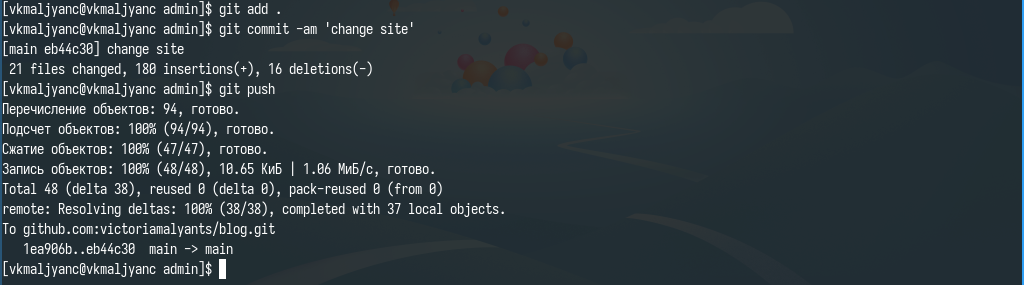 [vkmaljyanc@vkmaljyanc admin]$ git add .
[vkmaljyanc@vkmaljyanc admin]$ git commit -am 'change site'
[main eb44c30] change site
 21 files changed, 180 insertions(+), 16 deletions(-)
[vkmaljyanc@vkmaljyanc admin]$ git push
Перечисление объектов: 94, готово.
Подсчет объектов: 100% (94/94), готово.
Сжатие объектов: 100% (47/47), готово.
Запись объектов: 100% (48/48), 10.65 КиБ | 1.06 МиБ/с, готово.
Total 48 (delta 38), reused 0 (delta 0), pack-reused 0 (from 0)
remote: Resolving deltas: 100% (38/38), completed with 37 local objects.
To github.com:victoriamalyants/blog.git
   1ea906b..eb44c30  main -> main
[vkmaljyanc@vkmaljyanc admin]$